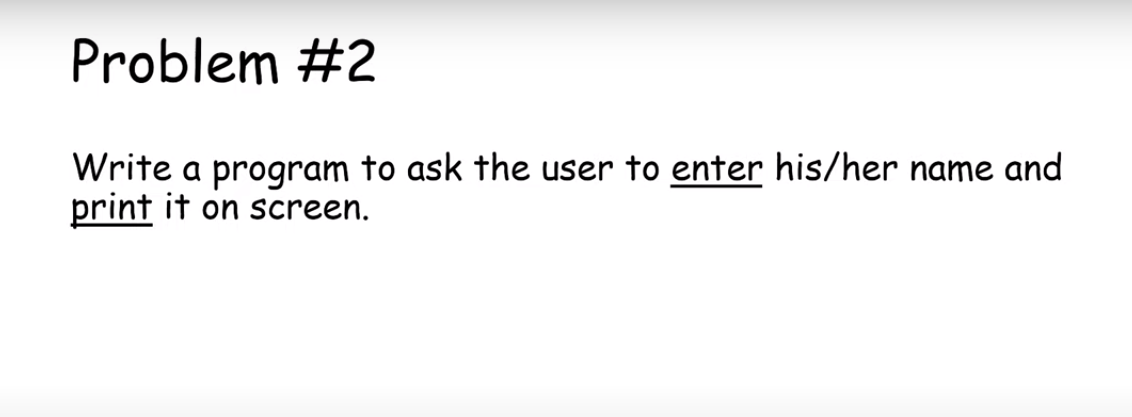 Problem #2
Write a program to ask the user to enter his/her name and
print it on screen.